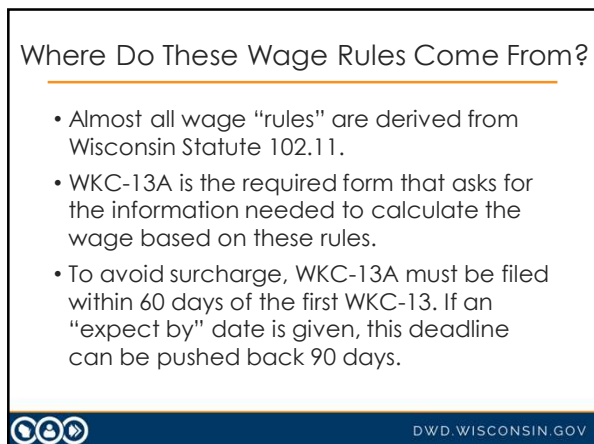 Where Do These Wage Rules Come From?
• Almost all wage “rules” are derived from
Wisconsin Statute 102.11.
• WKC-13A is the required form that asks for
the information needed to calculate the
wage based on these rules.
• To avoid surcharge, WKC-13A must be filed
within 60 days of the first WKC-13. If an
“expect by” date is given, this deadline
can be pushed back 90 days.
DWD.WISCONSIN.GOV